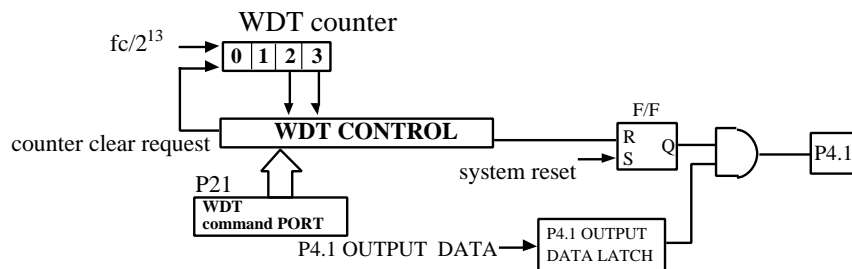 WDT counter
fc/2^13
0 1 2 3
WDT CONTROL
counter clear request
F/F
R
S
Q
P4.1
system reset
P21
WDT
command PORT
P4.1 OUTPUT DATA
P4.1 OUTPUT
DATA LATCH